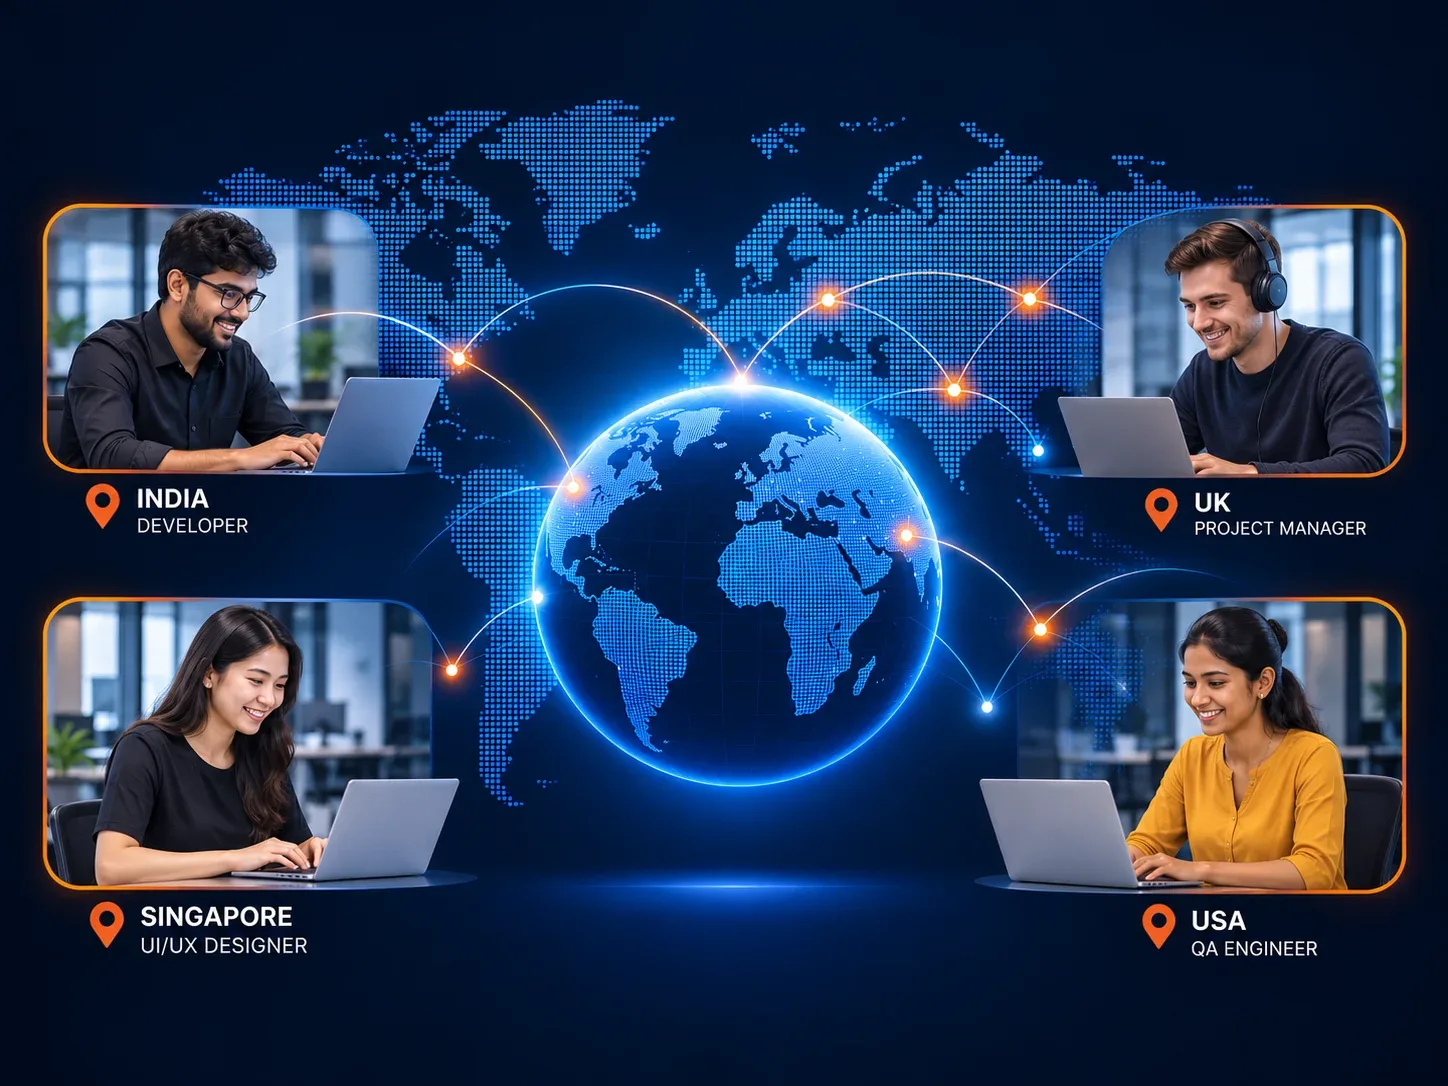 INDIA
DEVELOPER
UK
PROJECT MANAGER
SINGAPORE
UI/UX DESIGNER
USA
QA ENGINEER